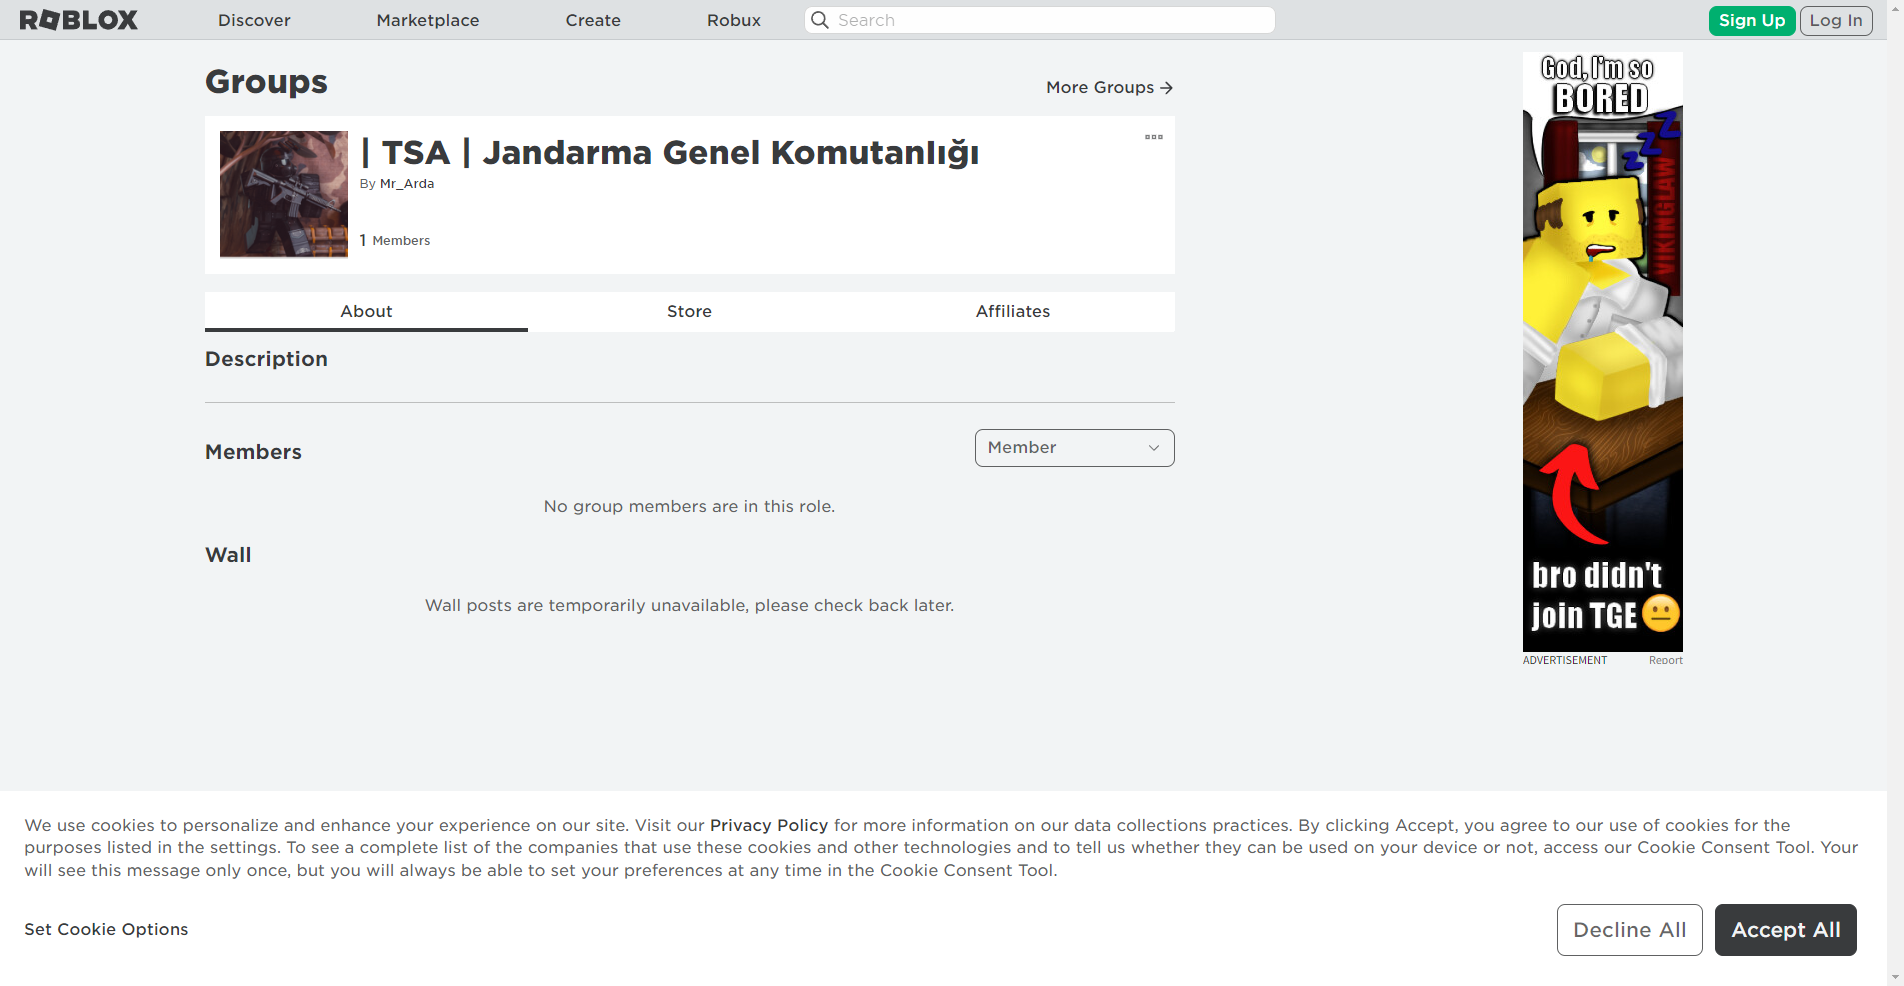 ROBLOX
Discover
Marketplace
Create
Robux
Search
Sign Up
Log In
Groups
More Groups
| TSA | Jandarma Genel Komutanlığı
By Mr_Arda
1 Members
About
Store
Affiliates
Description
Members
Member
No group members are in this role.
Wall
Wall posts are temporarily unavailable, please check back later.
God, I'm so
BORED
ZZZ
VIKINGLAW
bro didn't
join TGE
ADVERTISEMENT
Report
We use cookies to personalize and enhance your experience on our site. Visit our Privacy Policy for more information on our data collections practices. By clicking Accept, you agree to our use of cookies for the
purposes listed in the settings. To see a complete list of the companies that use these cookies and other technologies and to tell us whether they can be used on your device or not, access our Cookie Consent Tool. Your
will see this message only once, but you will always be able to set your preferences at any time in the Cookie Consent Tool.
Set Cookie Options
Decline All
Accept All